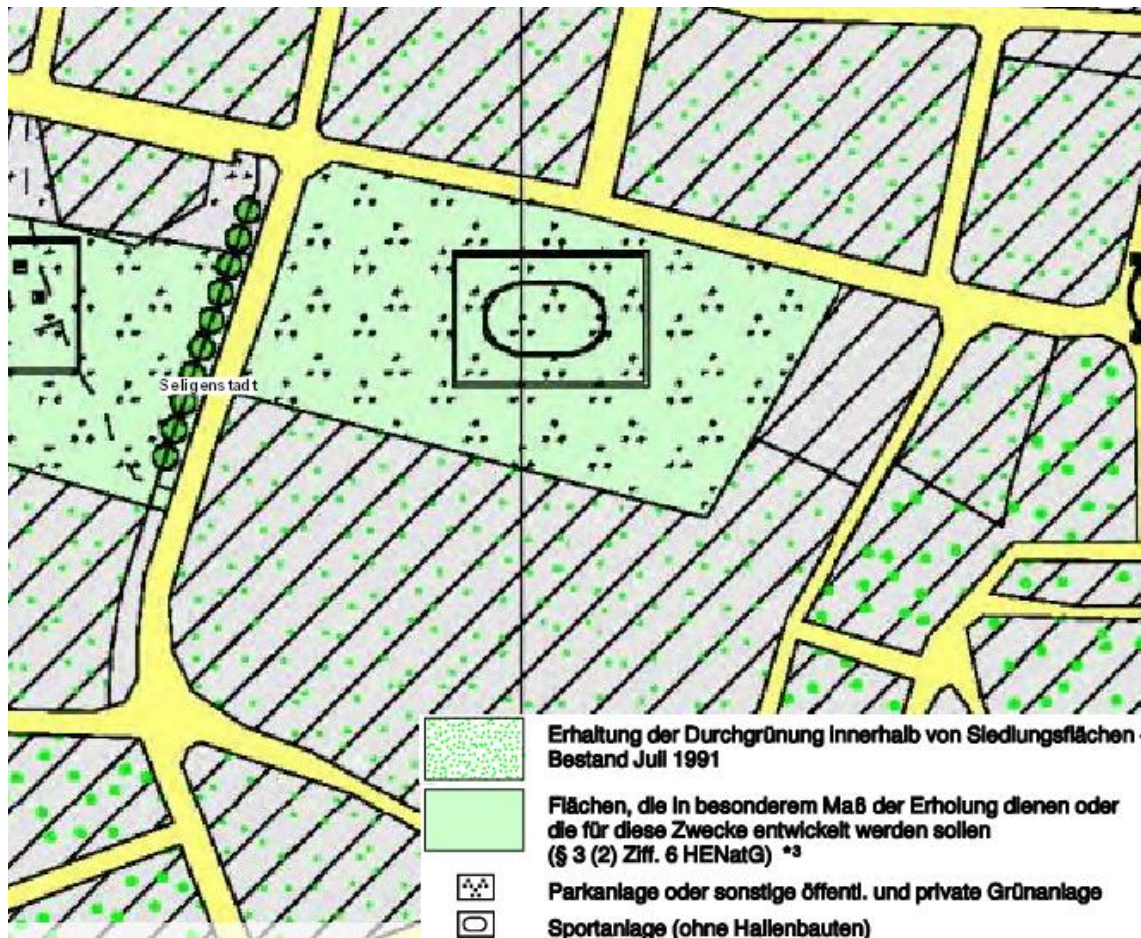 Seligenstadt
Erhaltung der Durchgrünung innerhalb von Siedlungsflächen -
Bestand Juli 1991
Flächen, die in besonderem Maß der Erholung dienen oder
die für diese Zwecke entwickelt werden sollen
(§ 3 (2) Ziff. 6 HENatG) *3
Parkanlage oder sonstige öffentl. und private Grünanlage
Sportanlage (ohne Hallenbauten)